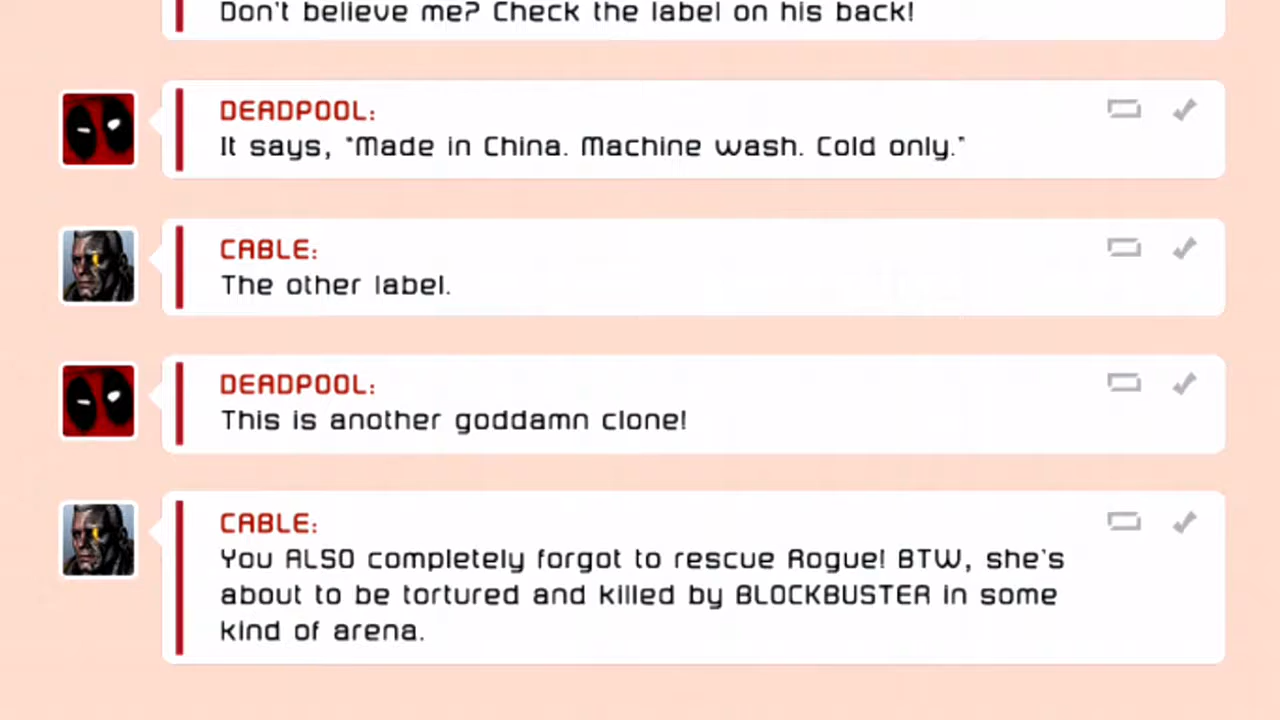 Don't believe me? Check the label on his back!
DEADPOOL:
It says, "Made in China. Machine wash. Cold only."
CABLE:
The other label.
DEADPOOL:
This is another goddamn clone!
CABLE:
You ALSO completely forgot to rescue Rogue! BTW, she's
about to be tortured and killed by BLOCKBUSTER in some
kind of arena.